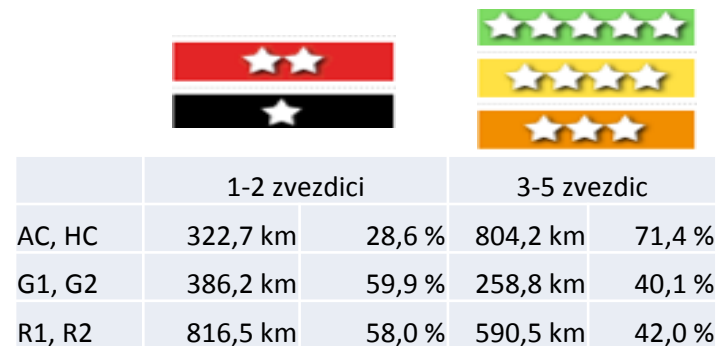 1-2 zvezdici 3-5 zvezdic
AC, HC 322,7 km 28,6 % 804,2 km 71,4 %
G1, G2 386,2 km 59,9 % 258,8 km 40,1 %
R1, R2 816,5 km 58,0 % 590,5 km 42,0 %